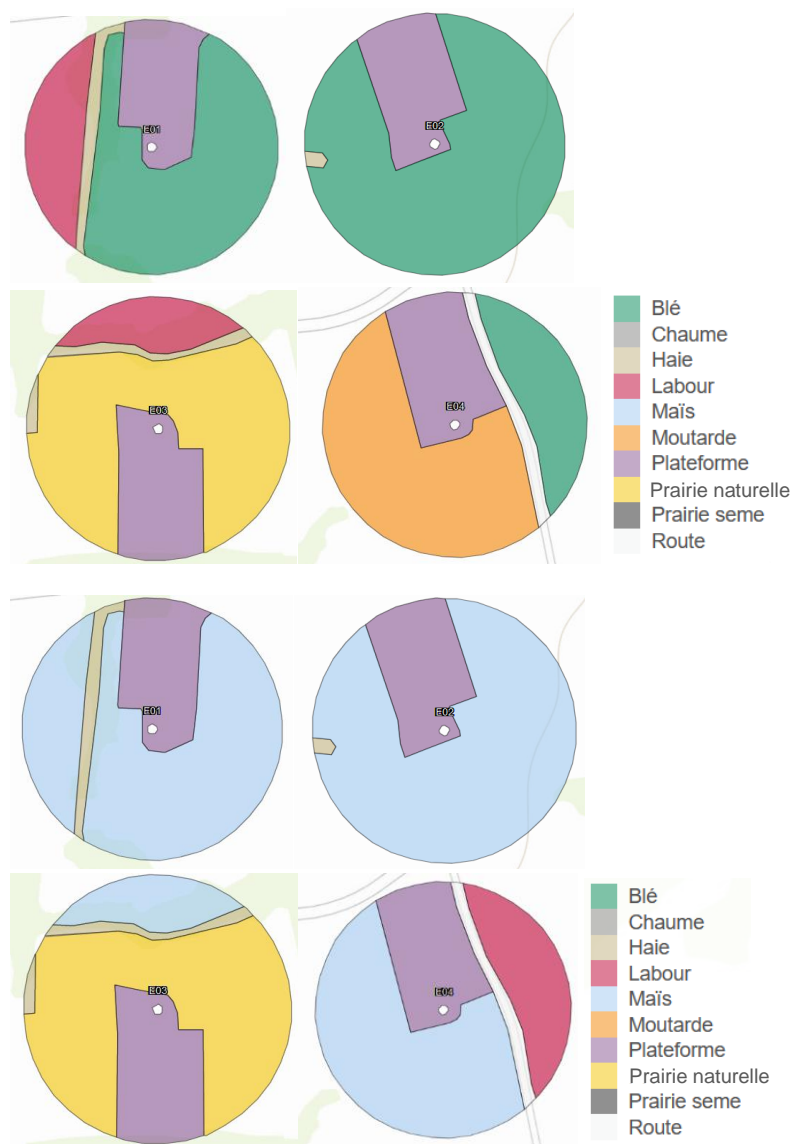 E01
E02
E03
E04
Blé
Chaume
Haie
Labour
Maïs
Moutarde
Plateforme
Prairie naturelle
Prairie seme
Route
E01
E02
E03
E04
Blé
Chaume
Haie
Labour
Maïs
Moutarde
Plateforme
Prairie naturelle
Prairie seme
Route